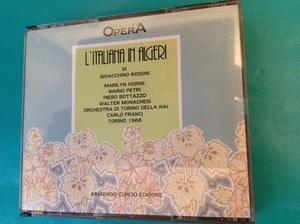 OPERA
L'ITALIANA IN ALGERI
DI
GIOACCHINO ROSSINI
MARILYN HORNE
MARIO PETRI
PIERO BOTTAZZO
WALTER MONACHESI
ORCHESTRA DI TORINO DELLA RAI
CARLO FRANCI
TORINO 1968
ARMANDO CURCIO EDITORE